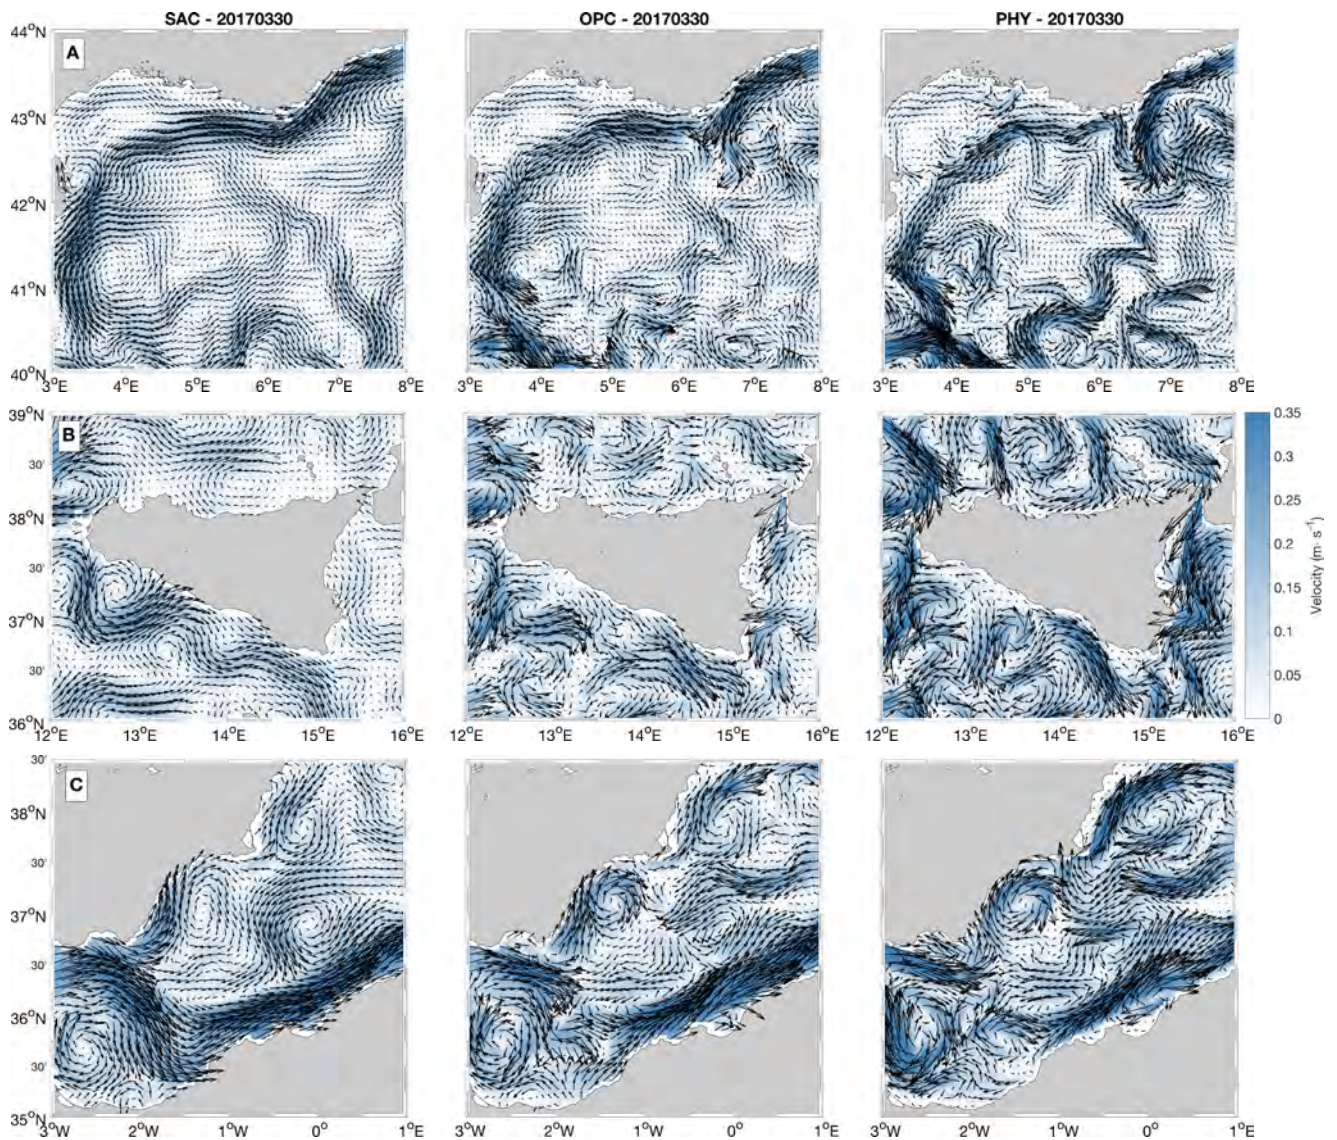 SAC - 20170330
OPC - 20170330
PHY - 20170330
A
44°N
43°N
42°N
41°N
40°N
3°E 4°E 5°E 6°E 7°E 8°E
3°E 4°E 5°E 6°E 7°E 8°E
3°E 4°E 5°E 6°E 7°E 8°E
B
39°N
30'
38°N
30'
37°N
30'
36°N
12°E 13°E 14°E 15°E 16°E
12°E 13°E 14°E 15°E 16°E
12°E 13°E 14°E 15°E 16°E
0.35
0.3
0.25
0.2
0.15
0.1
0.05
0
Velocity (m· s⁻¹)
C
30'
38°N
30'
37°N
30'
36°N
30'
35°N
3°W 2°W 1°W 0° 1°E
3°W 2°W 1°W 0° 1°E
3°W 2°W 1°W 0° 1°E